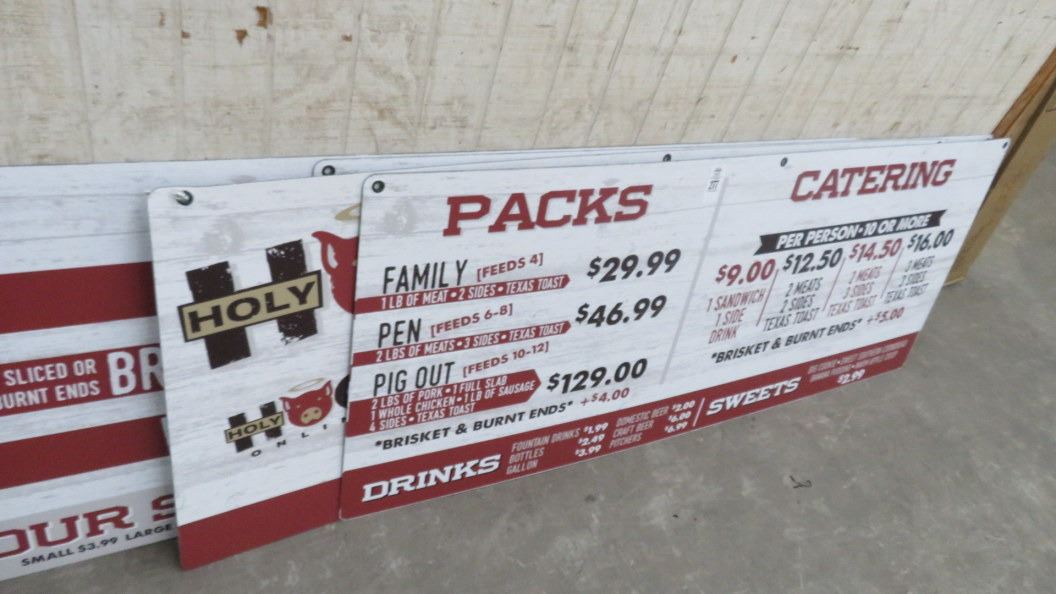 SLICED OR
BURNT ENDS
BR
OUR S
SMALL $3.99 LARGE
HOLY
HOLY
ONLI
PACKS
FAMILY [FEEDS 4] $29.99
1 LB OF MEAT • 2 SIDES • TEXAS TOAST
PEN [FEEDS 6-8] $46.99
2 LBS OF MEATS • 3 SIDES • TEXAS TOAST
PIG OUT [FEEDS 10-12] $129.00
2 LBS OF PORK • 1 FULL SLAB
1 WHOLE CHICKEN • 1 LB OF SAUSAGE
4 SIDES • TEXAS TOAST
*BRISKET & BURNT ENDS* +$4.00
CATERING
PER PERSON • 10 OR MORE
$9.00 $12.50 $14.50 $16.00
1 SANDWICH
1 SIDE
DRINK
2 MEATS
2 SIDES
TEXAS TOAST
2 SIDES
TEXAS TOAST
3 MEATS
2 SIDES
TEXAS TOAST
*BRISKET & BURNT ENDS* +$5.00
DRINKS
FOUNTAIN DRINKS $1.99
BOTTLES $2.49
GALLON $3.99
DOMESTIC BEER $2.00
CRAFT BEER $6.00
PITCHERS $6.99
SWEETS
$2.99